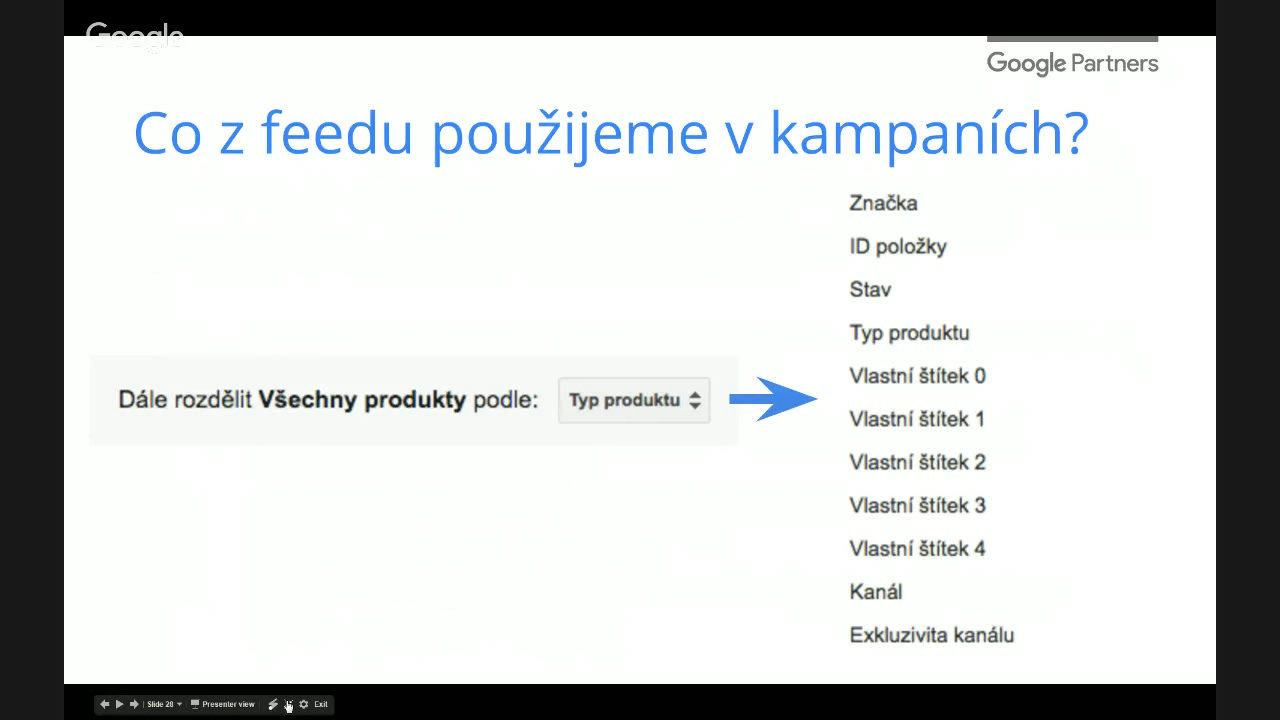 Google
Google Partners
Co z feedu použijeme v kampaních?
Dále rozdělit Všechny produkty podle: Typ produktu
Značka
ID položky
Stav
Typ produktu
Vlastní štítek 0
Vlastní štítek 1
Vlastní štítek 2
Vlastní štítek 3
Vlastní štítek 4
Kanál
Exkluzivita kanálu
Slide 28 Presenter view Exit